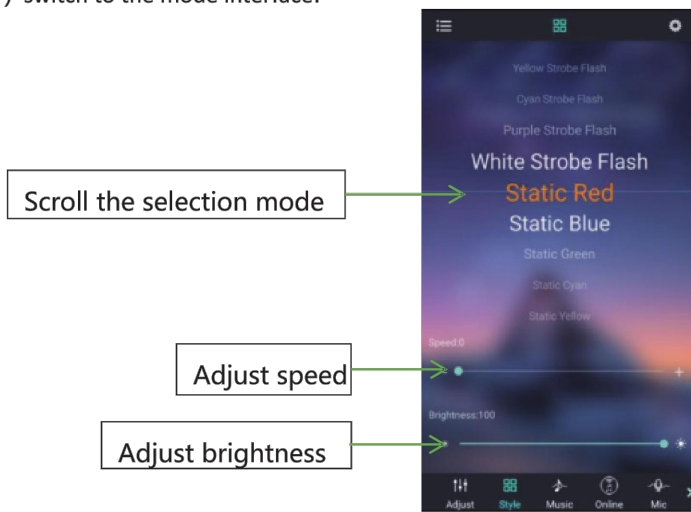 ) switch to the mode interface.
Yellow Strobe Flash
Cyan Strobe Flash
Purple Strobe Flash
White Strobe Flash
Scroll the selection mode
Static Red
Static Blue
Static Green
Static Cyan
Static Yellow
Speed:0
Adjust speed
Brightness:100
Adjust brightness
Adjust Style Music Online Mic